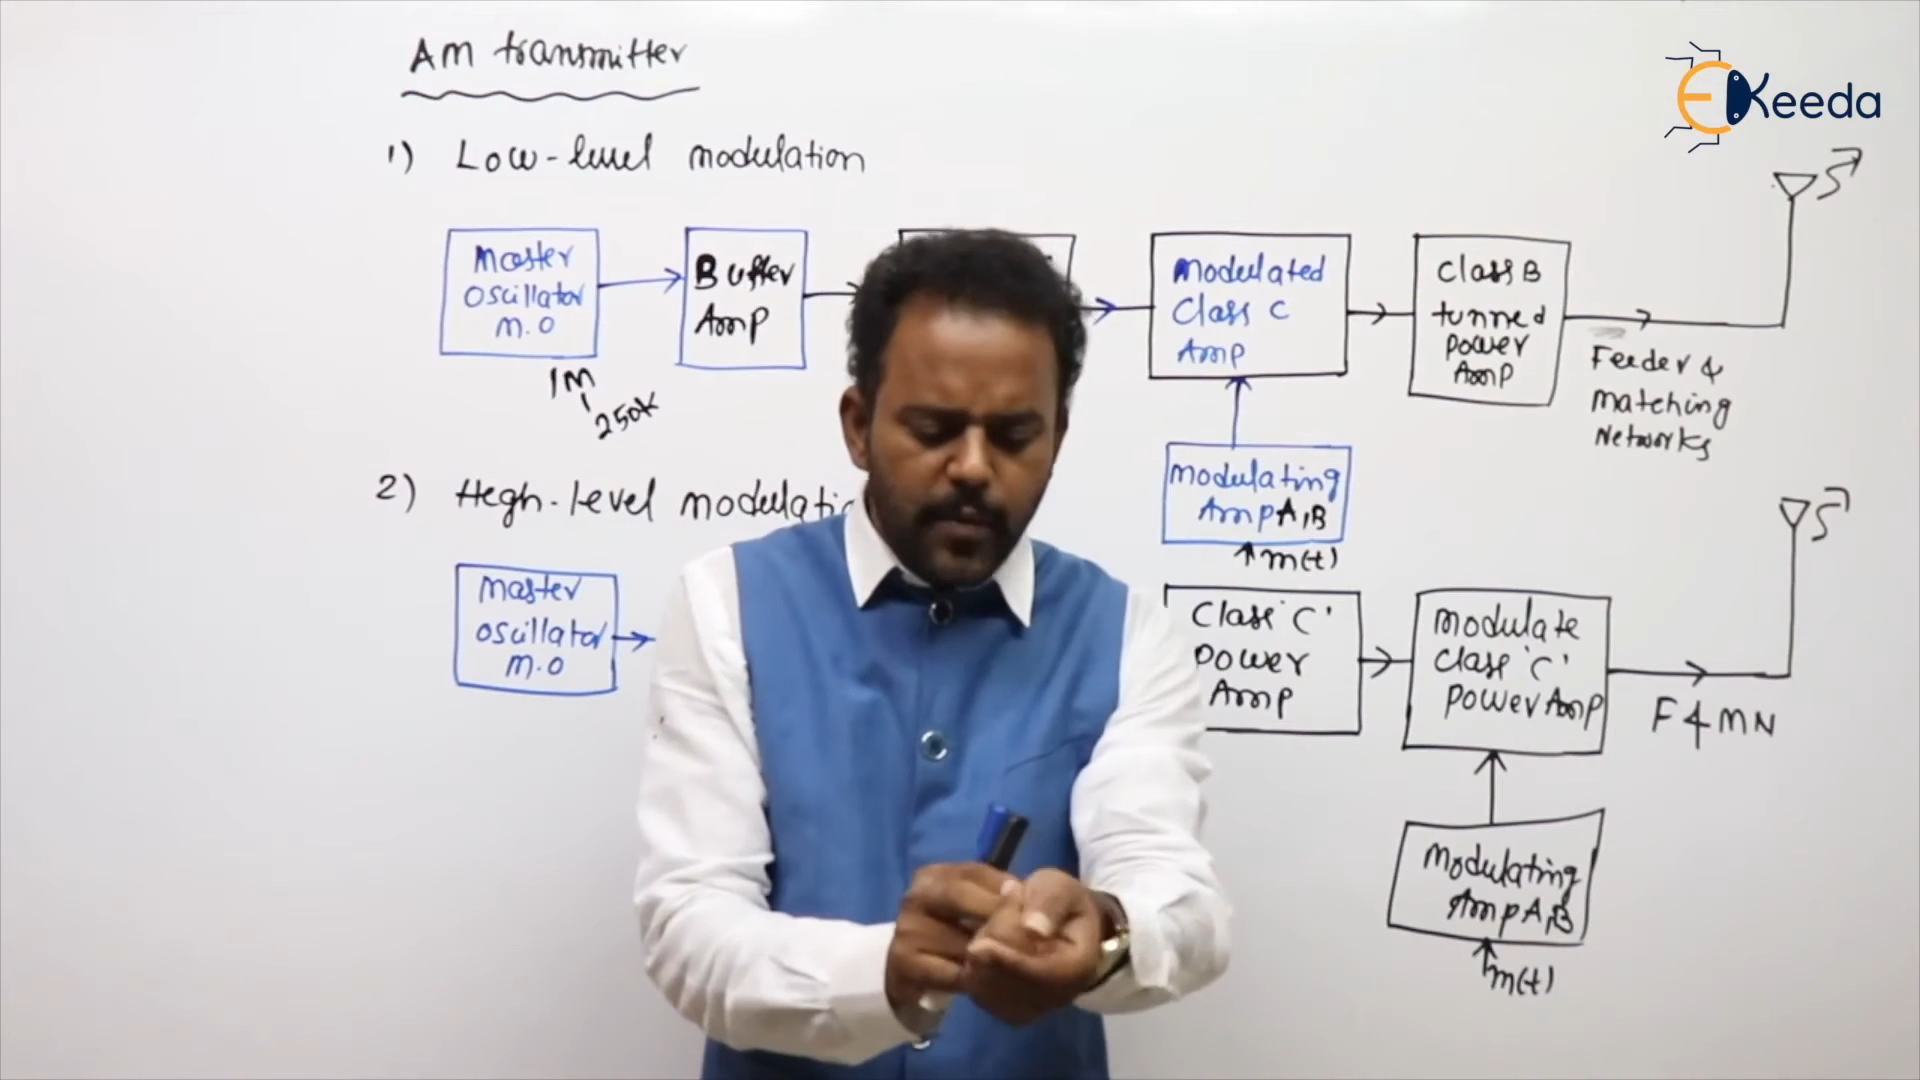 Am transmitter
EKeeda
1) Low-level modulation
master
oscillator
m.o
1M
250K
Buffer
Amp
modulated
Class C
Amp
Class B
tunned
power
Amp
Feeder &
matching
Networks
modulating
Amp A,B
m(t)
2) Hegh-level modulatio
master
oscillator
m.o
Class 'C'
power
Amp
modulate
class 'C'
power Amp
F & MN
modulating
Amp A,B
m(t)